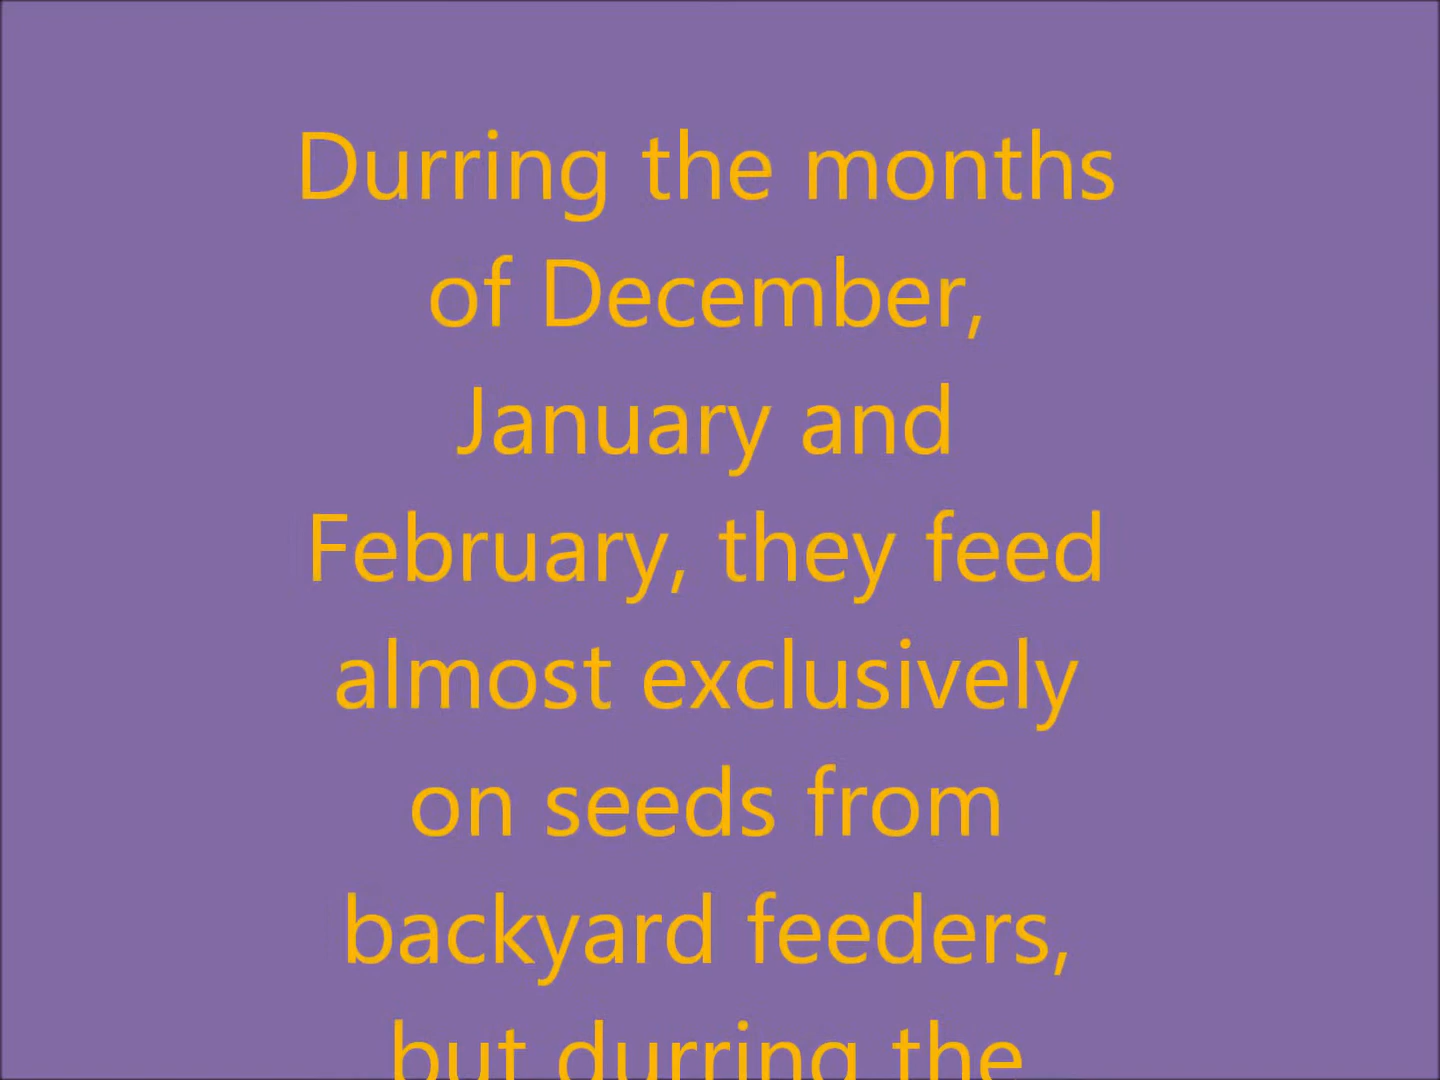 Durring the months
of December,
January and
February, they feed
almost exclusively
on seeds from
backyard feeders,
but durring the